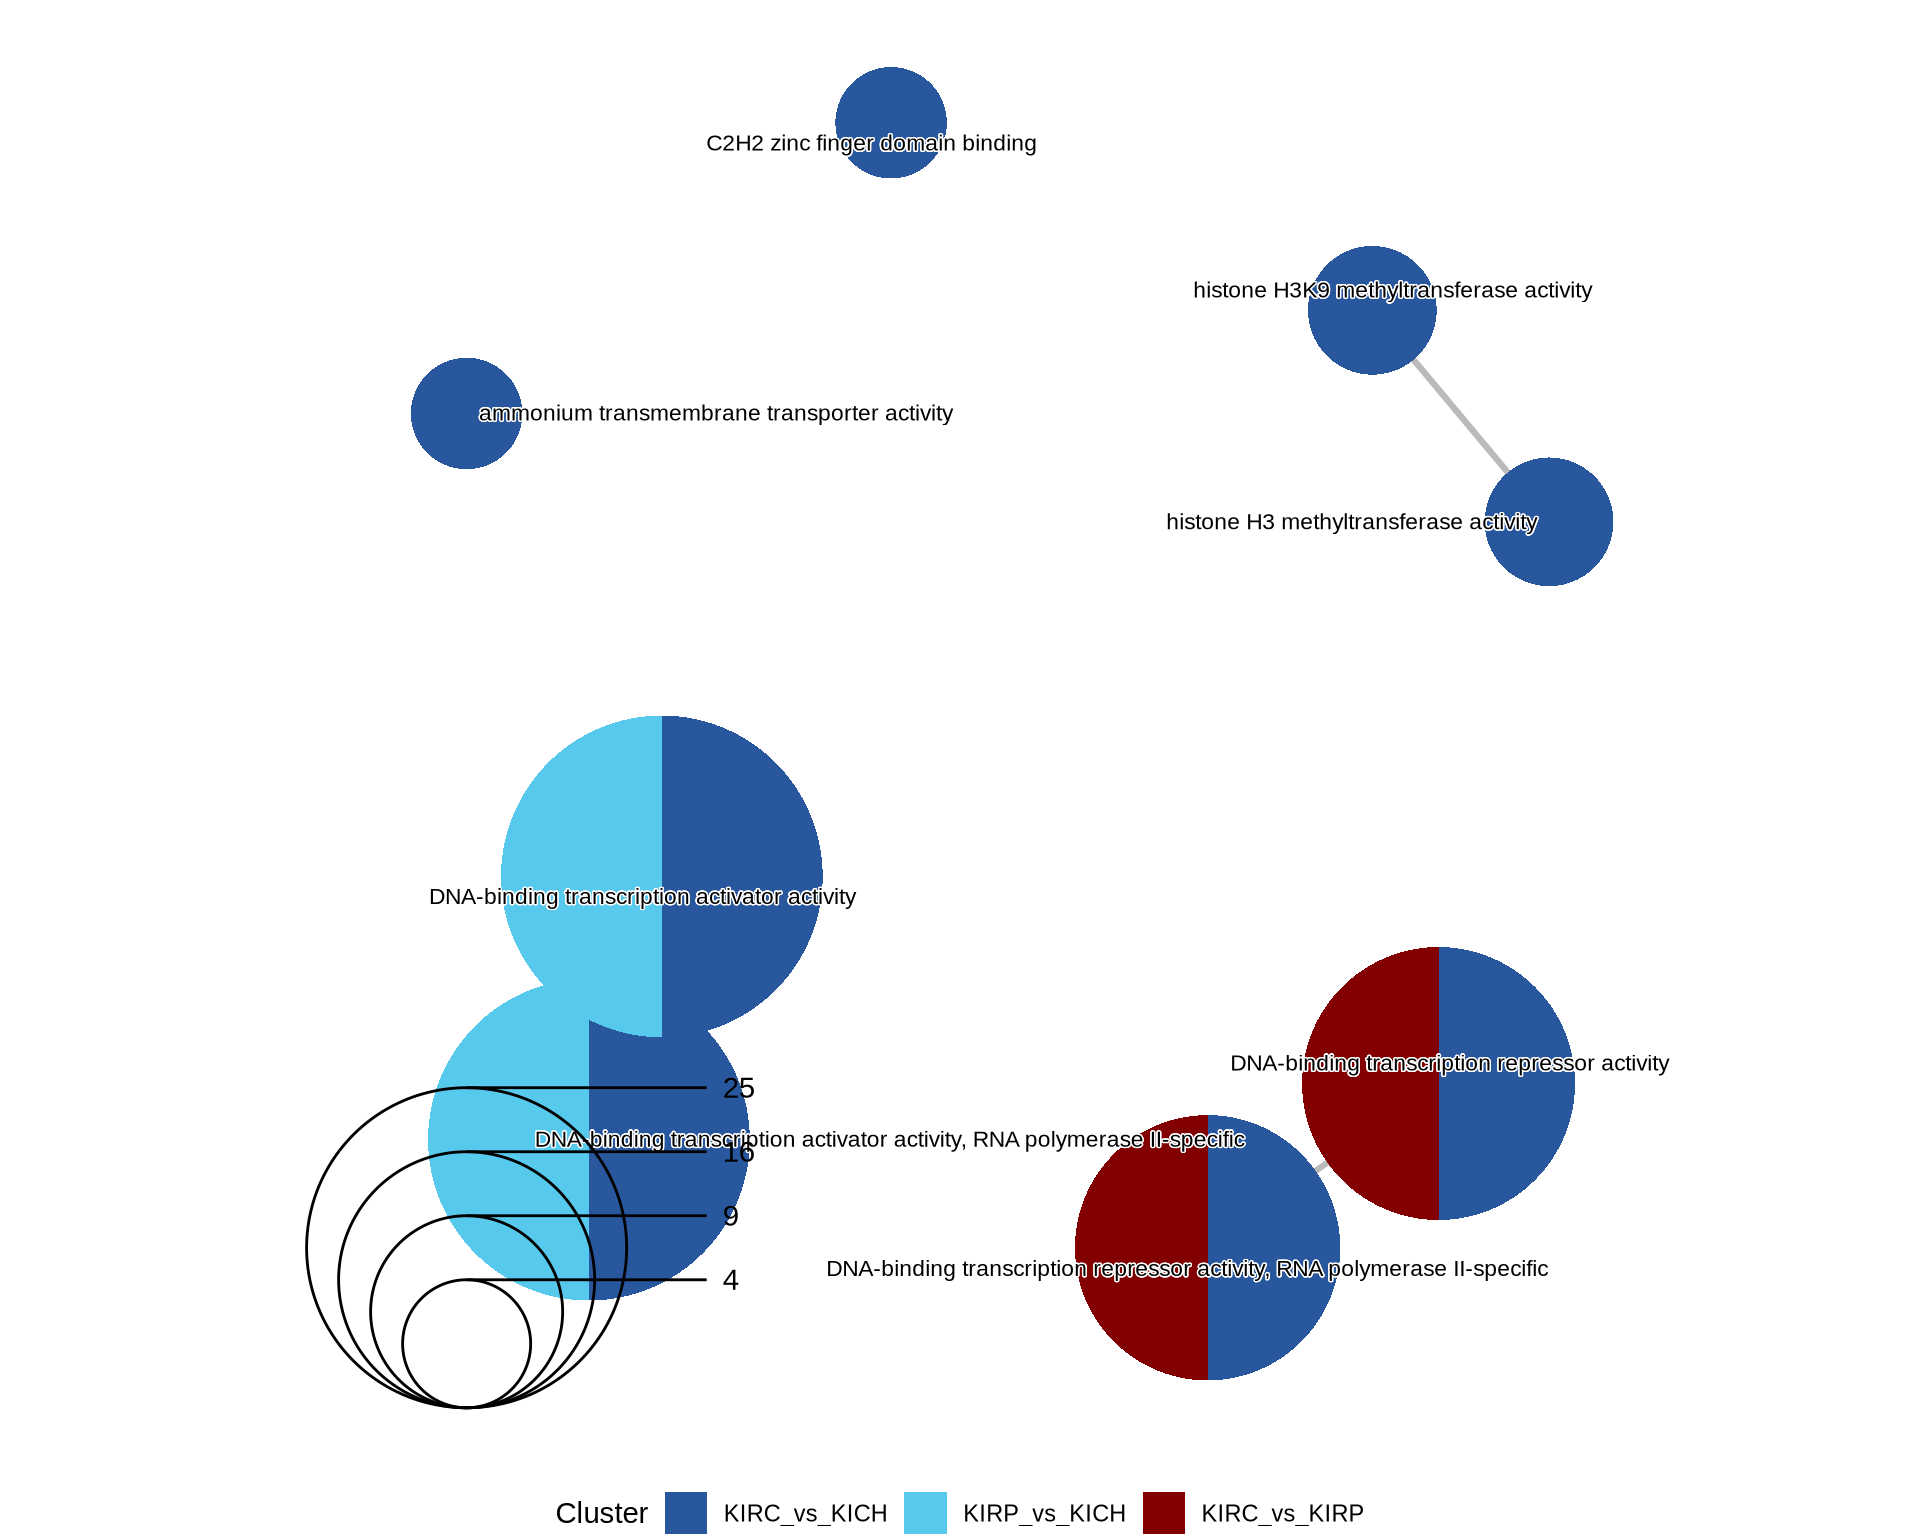 C2H2 zinc finger domain binding
histone H3K9 methyltransferase activity
ammonium transmembrane transporter activity
histone H3 methyltransferase activity
DNA-binding transcription activator activity
DNA-binding transcription repressor activity
25
DNA-binding transcription activator activity, RNA polymerase II-specific
16
9
DNA-binding transcription repressor activity, RNA polymerase II-specific
4
Cluster KIRC_vs_KICH KIRP_vs_KICH KIRC_vs_KIRP